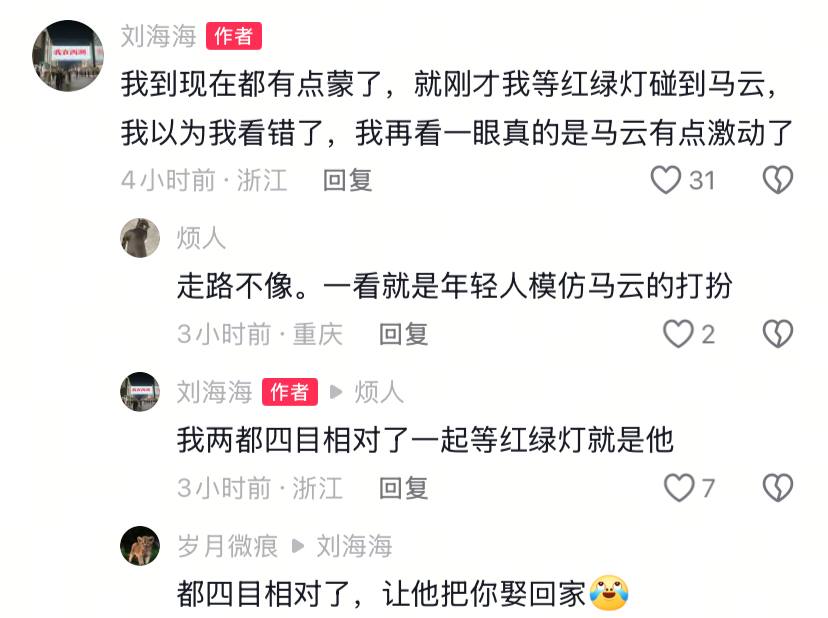 刘海海 作者
我到现在都有点蒙了，就刚才我等红绿灯碰到马云，
我以为我看错了，我再看一眼真的是马云有点激动了
4小时前·浙江 回复 31
烦人
走路不像。一看就是年轻人模仿马云的打扮
3小时前·重庆 回复 2
刘海海 作者 烦人
我两都四目相对了一起等红绿灯就是他
3小时前·浙江 回复 7
岁月微痕 刘海海
都四目相对了，让他把你娶回家😹